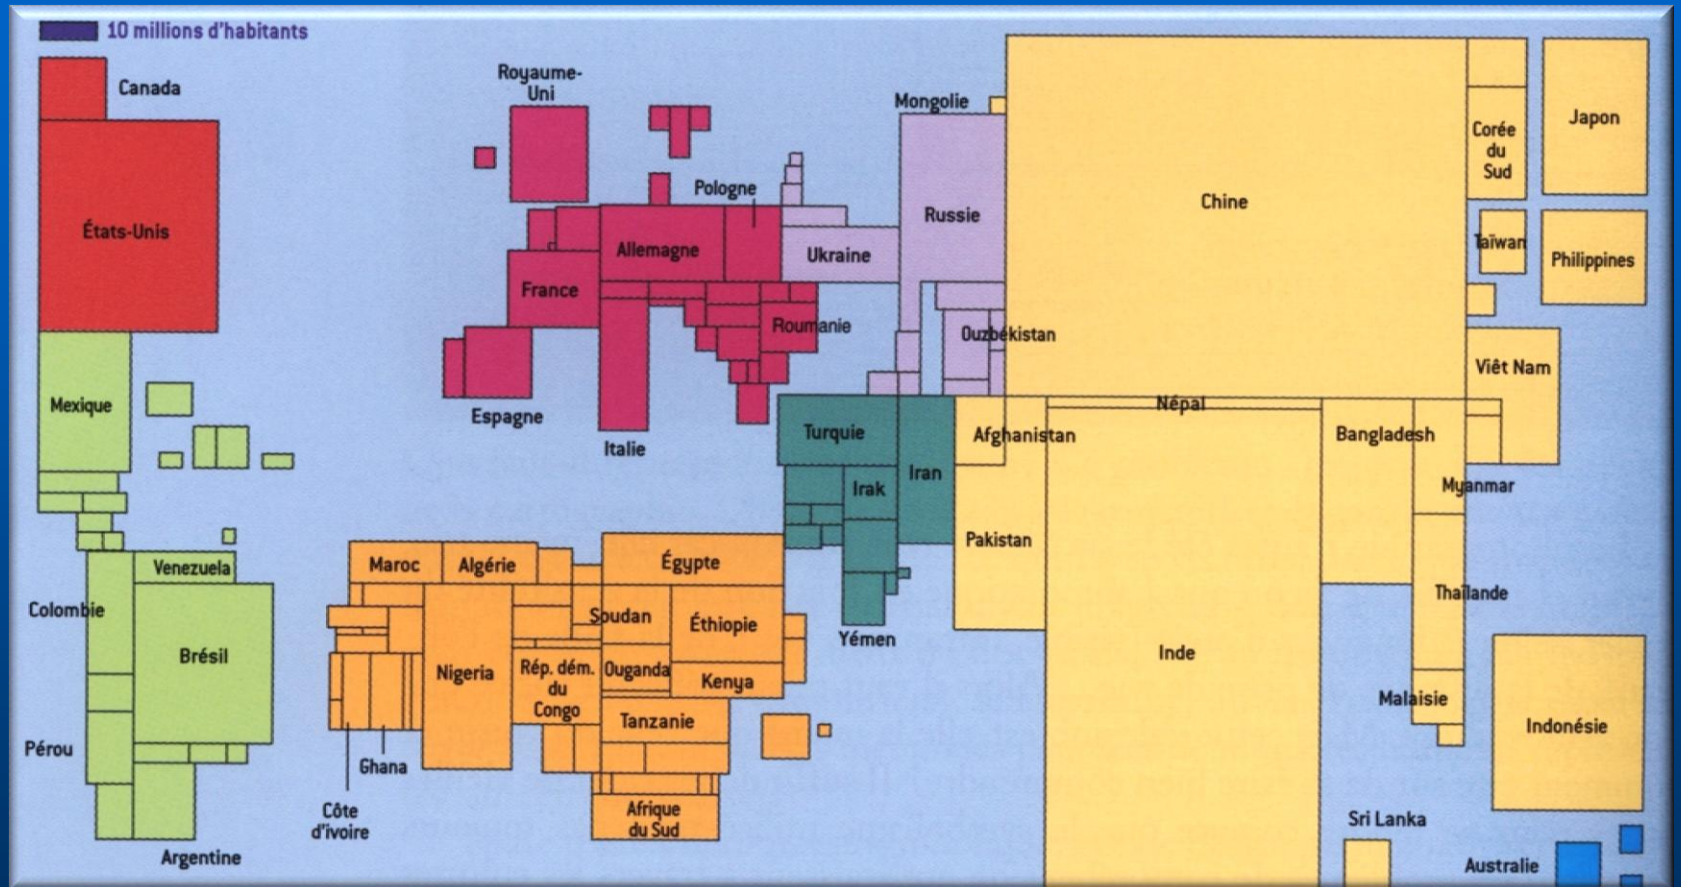 10 millions d'habitants
Canada
États-Unis
Mexique
Venezuela
Colombie
Brésil
Pérou
Argentine
Royaume-
Uni
Pologne
Allemagne
France
Roumanie
Espagne
Italie
Mongolie
Russie
Ukraine
Ouzbékistan
Turquie
Irak
Iran
Yémen
Maroc
Algérie
Égypte
Soudan
Éthiopie
Nigeria
Rép. dém.
du
Congo
Ouganda
Kenya
Tanzanie
Ghana
Côte
d'ivoire
Afrique
du Sud
Chine
Corée
du
Sud
Japon
Taïwan
Philippines
Viêt Nam
Népal
Afghanistan
Bangladesh
Myanmar
Pakistan
Inde
Thaïlande
Malaisie
Indonésie
Sri Lanka
Australie